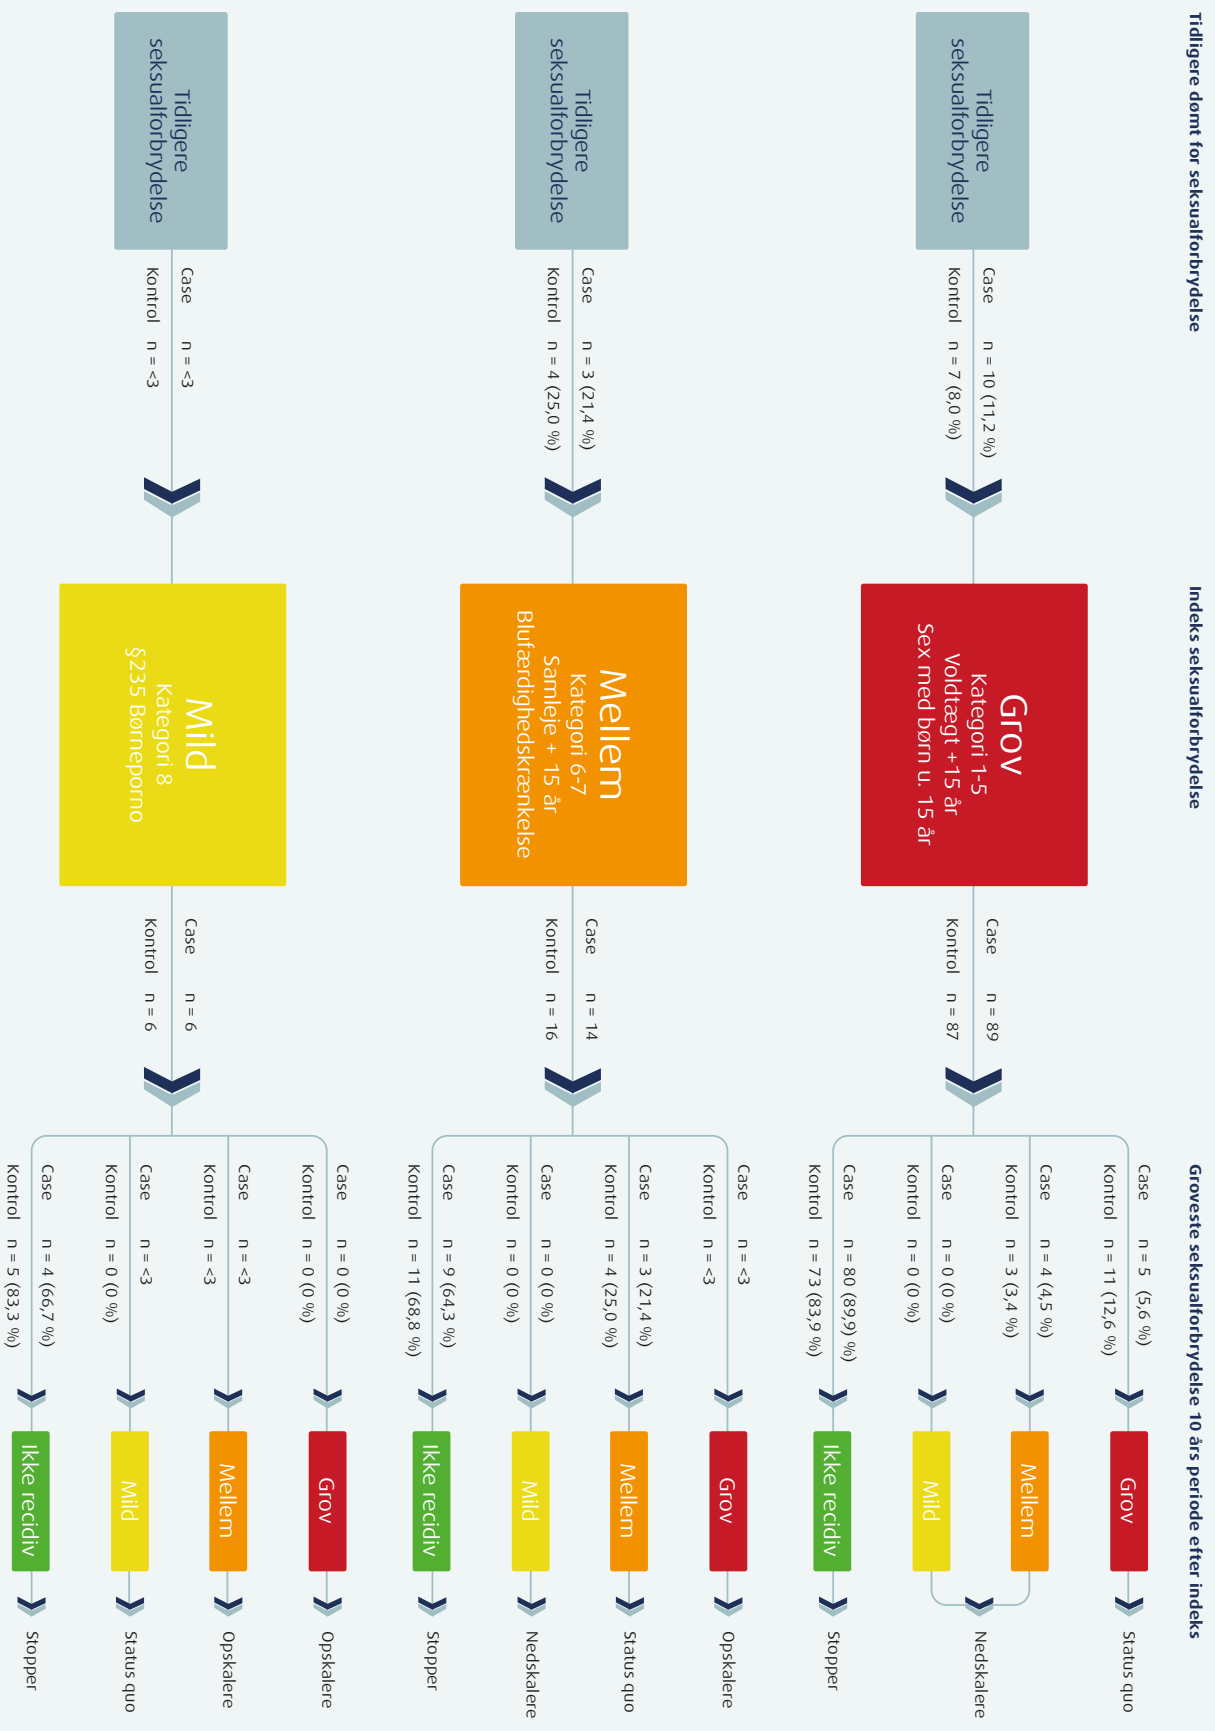 Tidligere dømt for seksualforbrydelse
Indeks seksualforbrydelse
Groveste seksualforbrydelse 10 års periode efter indeks
Tidligere
seksualforbrydelse
Case n = 10 (11,2 %)
Kontrol n = 7 (8,0 %)
Grov
Kategori 1-5
Voldtægt +15 år
Sex med børn u. 15 år
Case n = 89
Kontrol n = 87
Case n = 5 (5,6 %)
Kontrol n = 11 (12,6 %)
Grov
Status quo
Case n = 4 (4,5 %)
Kontrol n = 3 (3,4 %)
Mellem
Case n = 0 (0 %)
Kontrol n = 0 (0 %)
Mild
Nedskalere
Case n = 80 (89,9) %)
Kontrol n = 73 (83,9 %)
Ikke recidiv
Stopper
Tidligere
seksualforbrydelse
Case n = 3 (21,4 %)
Kontrol n = 4 (25,0 %)
Mellem
Kategori 6-7
Samleje + 15 år
Blufærdighedskrænkelse
Case n = 14
Kontrol n = 16
Case n = <3
Kontrol n = <3
Grov
Opskalere
Case n = 3 (21,4 %)
Kontrol n = 4 (25,0 %)
Mellem
Status quo
Case n = 0 (0 %)
Kontrol n = 0 (0 %)
Mild
Nedskalere
Case n = 9 (64,3 %)
Kontrol n = 11 (68,8 %)
Ikke recidiv
Stopper
Tidligere
seksualforbrydelse
Case n = <3
Kontrol n = <3
Mild
Kategori 8
§235 Børneporno
Case n = 6
Kontrol n = 6
Case n = 0 (0 %)
Kontrol n = 0 (0 %)
Grov
Opskalere
Case n = <3
Kontrol n = <3
Mellem
Opskalere
Case n = <3
Kontrol n = 0 (0 %)
Mild
Status quo
Case n = 4 (66,7 %)
Kontrol n = 5 (83,3 %)
Ikke recidiv
Stopper